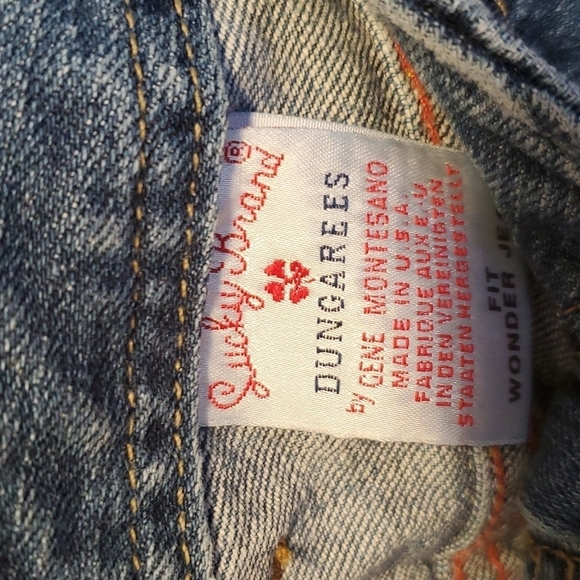 Lucky Brand®
DUNGAREES
by GENE MONTESANO
MADE IN U.S.A.
FABRIQUE AUX E.U
IN DEN VEREINIGTEN
STAATEN HERGESTELLT
FIT
WONDER